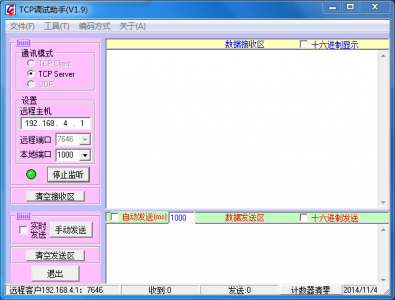 TCP调试助手(V1.9)
文件(F) 工具(T) 编码方式 关于(A)
通讯模式
TCP Client
TCP Server
UDP
设置
远程主机
192.168. 4 . 1
远程端口 7646
本地端口 1000
停止监听
清空接收区
数据接收区 十六进制显示
实时发送 手动发送
清空发送区
退出
自动发送(ms) 1000 数据发送区 十六进制发送
远程客户192.168.4.1：7646 收到:0 发送:0 计数器清零 2014/11/4